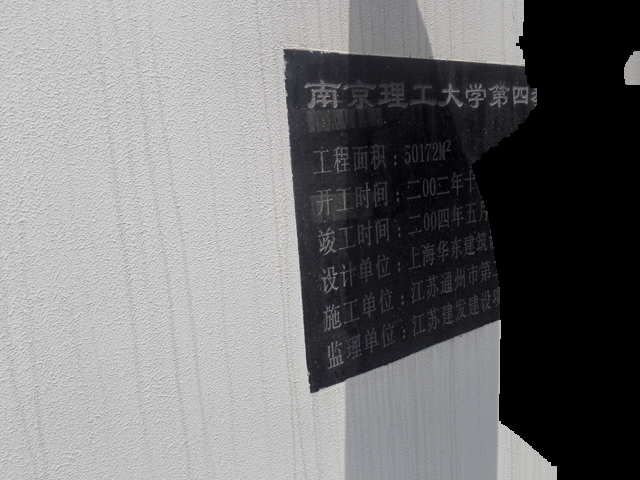 南京理工大学第四
工程面积：50172M²
开工时间：二00二年十
竣工时间：二00四年五月
设计单位：上海华东建筑
施工单位：江苏通州市第
监理单位：江苏建发建设